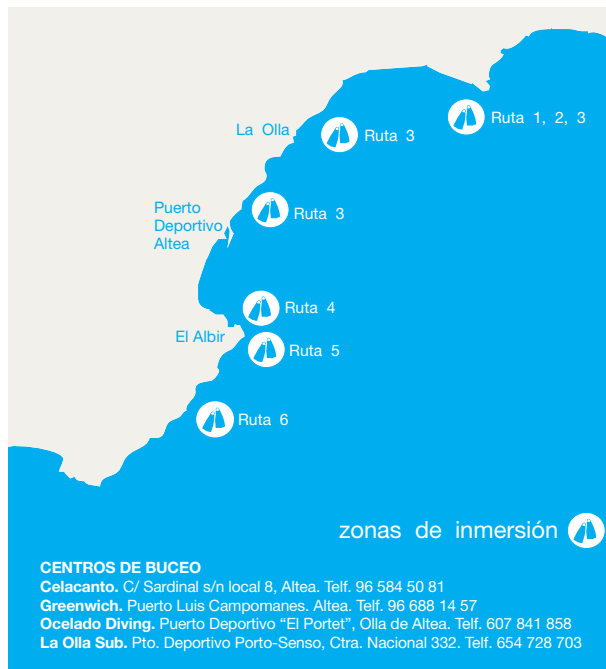 Ruta 1, 2, 3
La Olla
Ruta 3
Puerto
Deportivo
Altea
Ruta 3
Ruta 4
El Albir
Ruta 5
Ruta 6
zonas de inmersión
CENTROS DE BUCEO
Celacanto. C/ Sardinal s/n local 8, Altea. Telf. 96 584 50 81
Greenwich. Puerto Luis Campomanes. Altea. Telf. 96 688 14 57
Ocelado Diving. Puerto Deportivo “El Portet”, Olla de Altea. Telf. 607 841 858
La Olla Sub. Pto. Deportivo Porto-Senso, Ctra. Nacional 332. Telf. 654 728 703